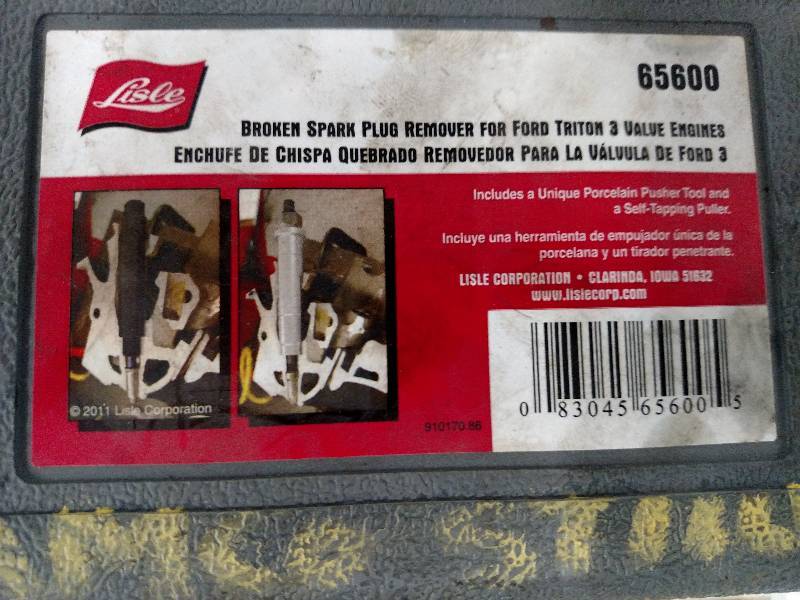 Lisle
65600
BROKEN SPARK PLUG REMOVER FOR FORD TRITON 3 VALVE ENGINES
ENCHUFE DE CHISPA QUEBRADO REMOVEDOR PARA LA VÁLVULA DE FORD 3
Includes a Unique Porcelain Pusher Tool and
a Self-Tapping Puller.
Incluye una herramienta de empujador única de la
porcelana y un tirador penetrante.
LISLE CORPORATION • CLARINDA, IOWA 51632
www.lislecorp.com
© 2011 Lisle Corporation
910170.86
0 83045 65600 5